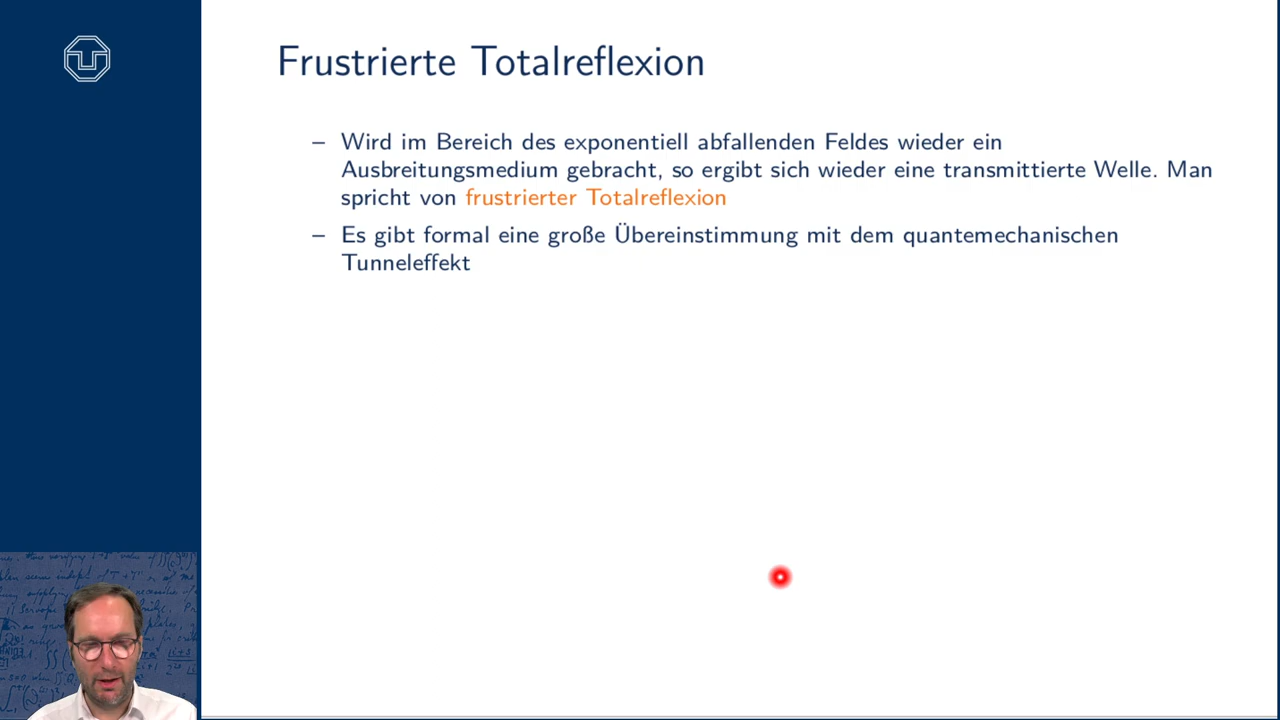 Frustrierte Totalreflexion
– Wird im Bereich des exponentiell abfallenden Feldes wieder ein
Ausbreitungsmedium gebracht, so ergibt sich wieder eine transmittierte Welle. Man
spricht von frustrierter Totalreflexion
– Es gibt formal eine große Übereinstimmung mit dem quantemechanischen
Tunneleffekt